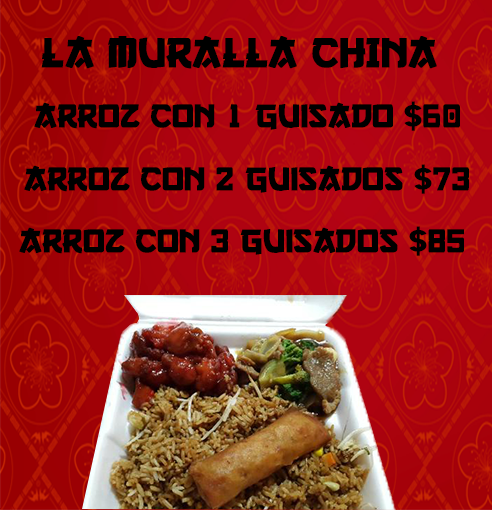 LA MURALLA CHINA
ARROZ CON 1 GUISADO $60
ARROZ CON 2 GUISADOS $73
ARROZ CON 3 GUISADOS $85